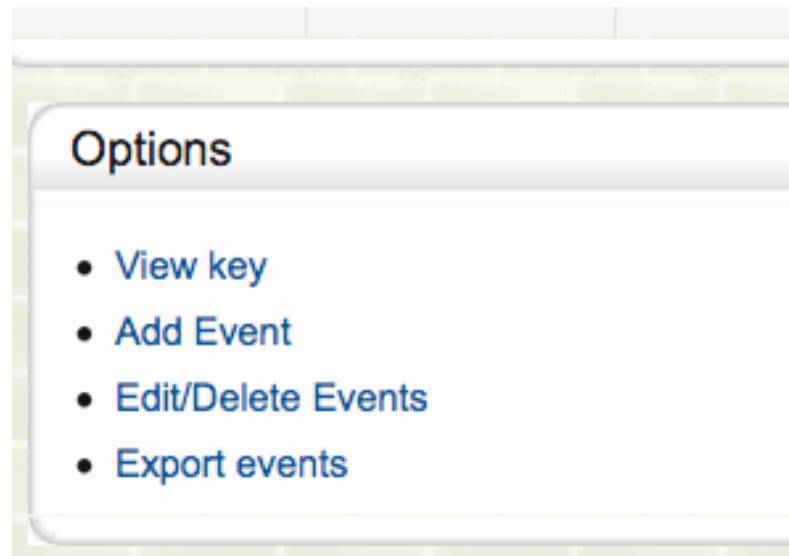 Options
View key
Add Event
Edit/Delete Events
Export events